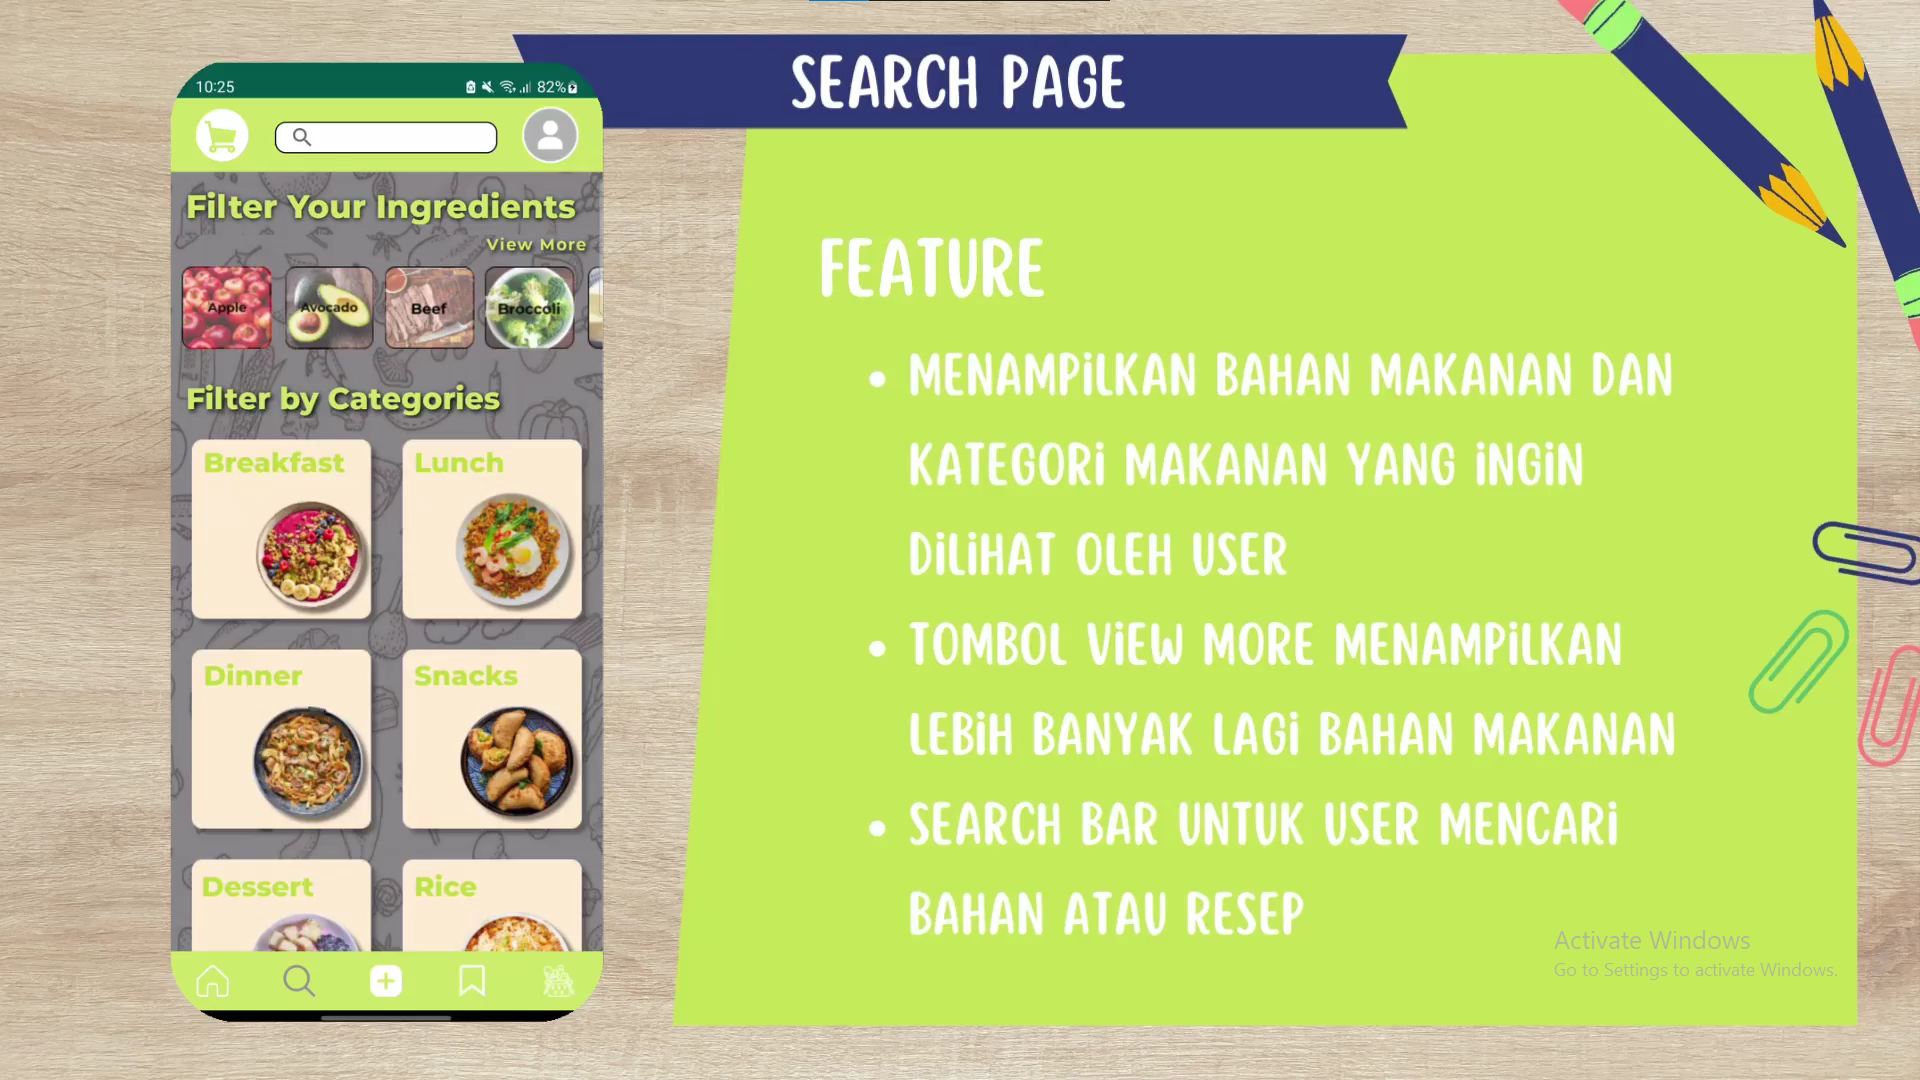 SEARCH PAGE
10:25
82%
Filter Your Ingredients
View More
Apple
Avocado
Beef
Broccoli
Filter by Categories
Breakfast
Lunch
Dinner
Snacks
Dessert
Rice
FEATURE
• MENAMPiLKAN BAHAN MAKANAN DAN
KATEGORi MAKANAN YANG iNGiN
DiLiHAT OLEH USER
• TOMBOL ViEW MORE MENAMPiLKAN
LEBiH BANYAK LAGi BAHAN MAKANAN
• SEARCH BAR UNTUK USER MENCARi
BAHAN ATAU RESEP
Activate Windows
Go to Settings to activate Windows.